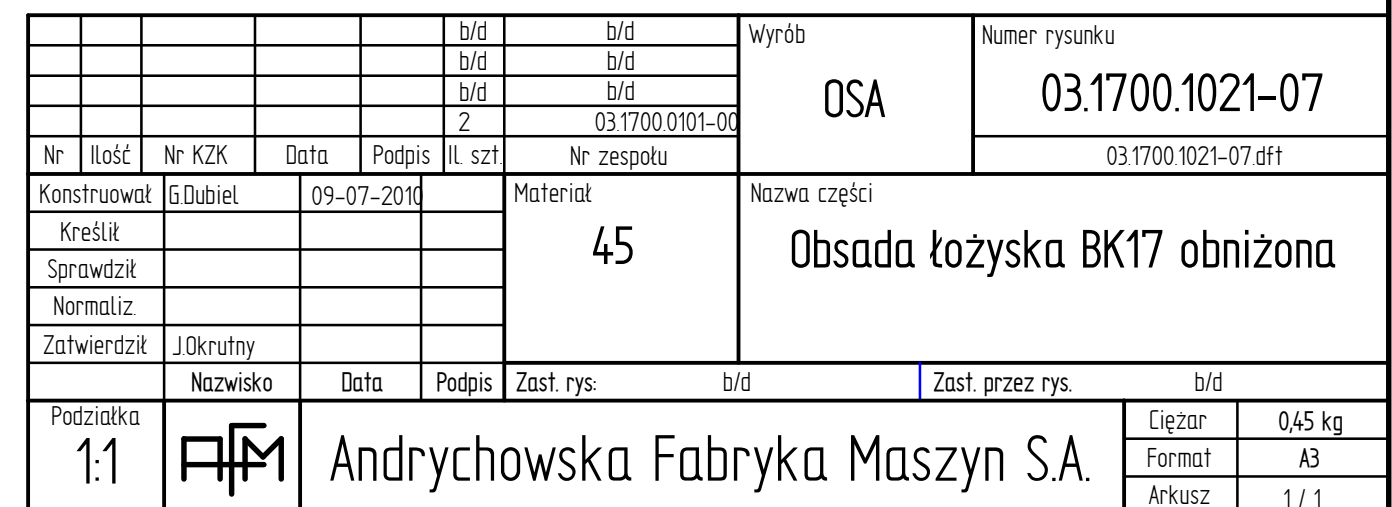 b/d b/d Wyrób Numer rysunku
b/d b/d
b/d b/d OSA 03.1700.1021-07
2 03.1700.0101-00
Nr Ilość Nr KZK Data Podpis Il. szt. Nr zespołu 03.1700.1021-07.dft
Konstruował G.Dubiel 09-07-2010 Materiał Nazwa części
Kreślił 45 Obsada łożyska BK17 obniżona
Sprawdził
Normaliz.
Zatwierdził J.Okrutny
Nazwisko Data Podpis Zast. rys: b/d Zast. przez rys. b/d
Podziałka Ciężar 0,45 kg
1:1 AFM Andrychowska Fabryka Maszyn S.A. Format A3
Arkusz 1 / 1